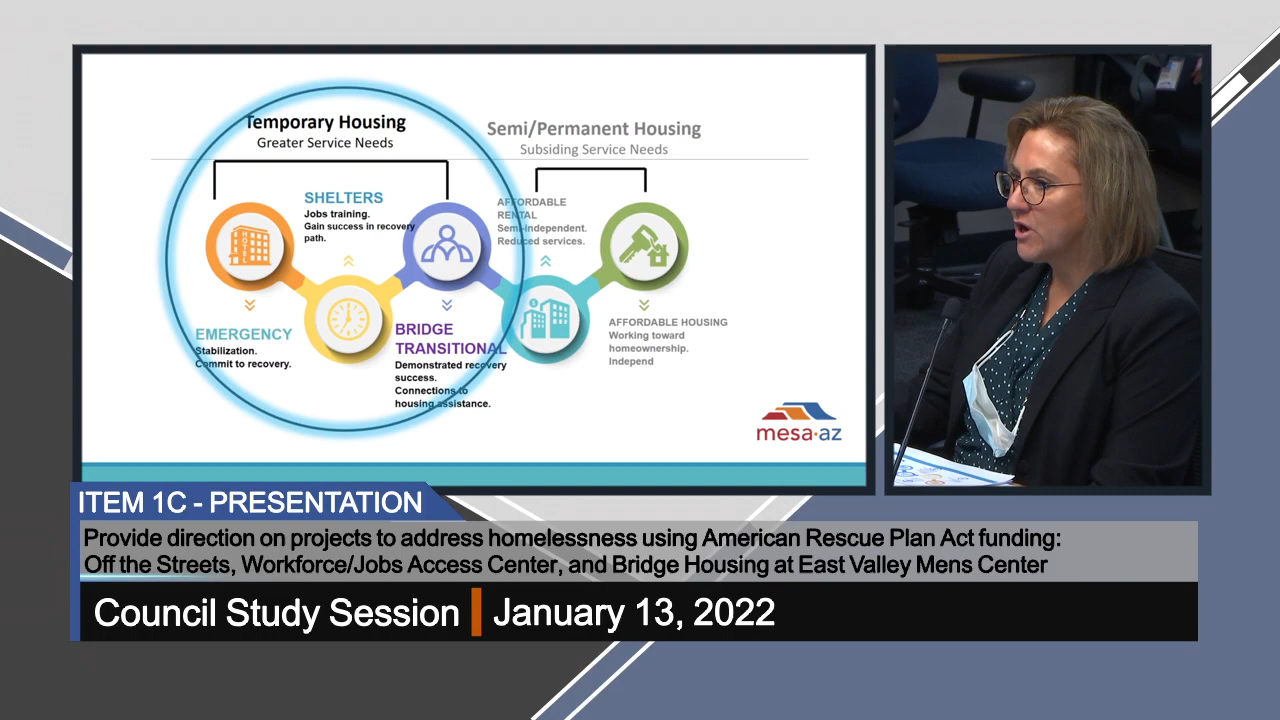 Temporary Housing
Greater Service Needs
Semi/Permanent Housing
Subsiding Service Needs
SHELTERS
Jobs training.
Gain success in recovery
path.
AFFORDABLE
RENTAL
Semi-independent.
Reduced services.
HOTEL
EMERGENCY
Stabilization.
Commit to recovery.
BRIDGE
TRANSITIONAL
Demonstrated recovery
success.
Connections to
housing assistance.
AFFORDABLE HOUSING
Working toward
homeownership.
Independ
mesa·az
ITEM 1C - PRESENTATION
Provide direction on projects to address homelessness using American Rescue Plan Act funding:
Off the Streets, Workforce/Jobs Access Center, and Bridge Housing at East Valley Mens Center
Council Study Session | January 13, 2022